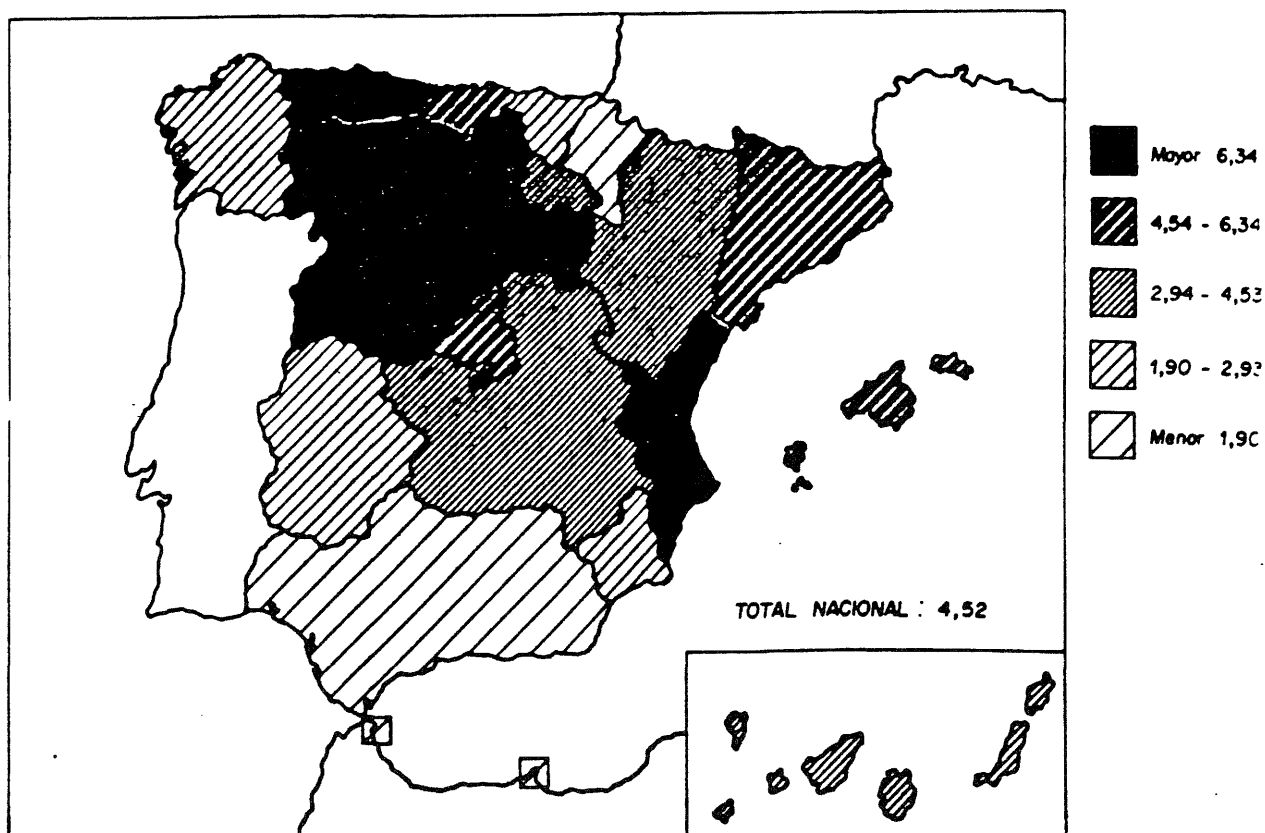 Mayor 6,34
4,54 - 6,34
2,94 - 4,53
1,90 - 2,93
Menor 1,90
TOTAL NACIONAL : 4,52